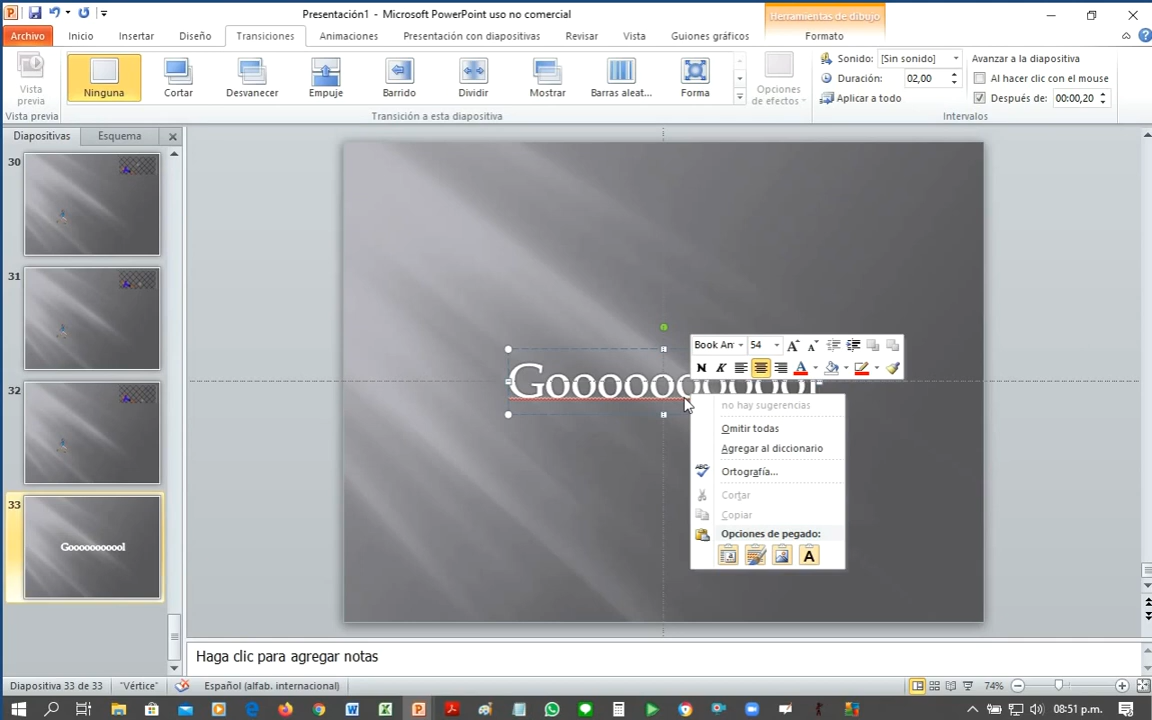 Presentación1 - Microsoft PowerPoint uso no comercial
Herramientas de dibujo
Archivo Inicio Insertar Diseño Transiciones Animaciones Presentación con diapositivas Revisar Vista Guiones gráficos Formato
Vista previa
Ninguna Cortar Desvanecer Empuje Barrido Dividir Mostrar Barras aleat... Forma
Opciones de efectos
Sonido: [Sin sonido]
Duración: 02,00
Aplicar a todo
Avanzar a la diapositiva
Al hacer clic con el mouse
Después de: 00:00,20
Vista previa Transición a esta diapositiva Intervalos
Diapositivas Esquema
30
31
32
33
Goooooooooool
Book An 54
N K A
no hay sugerencias
Omitir todas
Agregar al diccionario
Ortografía...
Cortar
Copiar
Opciones de pegado:
A
Haga clic para agregar notas
Diapositiva 33 de 33 "Vértice" Español (alfab. internacional) 74%
08:51 p.m.